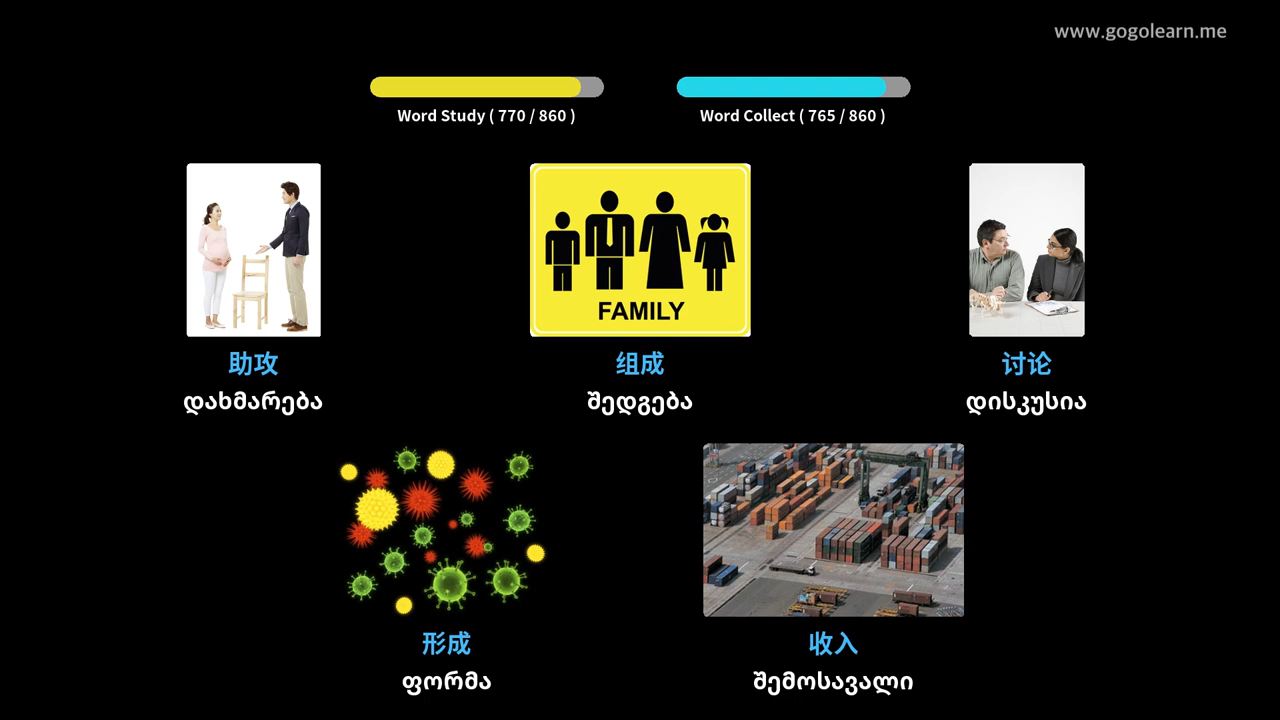 www.gogolearn.me
Word Study ( 770 / 860 )
Word Collect ( 765 / 860 )
FAMILY
助攻
组成
讨论
დახმარება
შედგება
დისკუსია
形成
收入
ფორმა
შემოსავალი